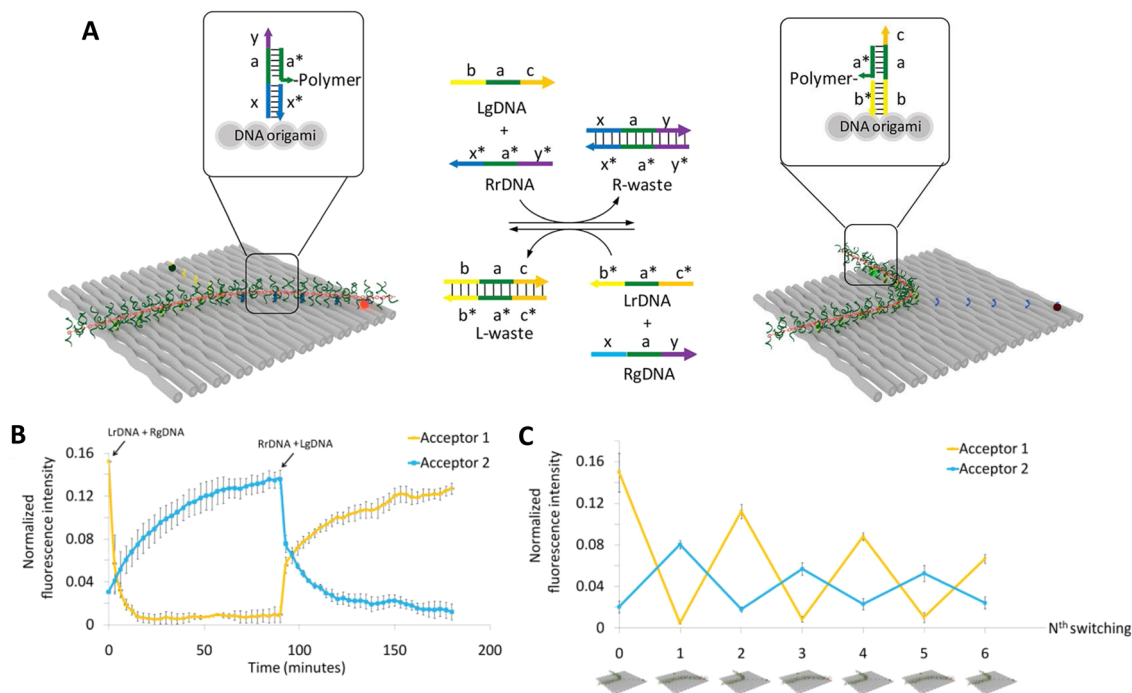 A
y
a
a*
-Polymer
x
x*
DNA origami
b a c
LgDNA
+
x* a* y*
RrDNA
x a y
x* a* y*
R-waste
b a c
b* a* c*
L-waste
b* a* c*
LrDNA
+
x a y
RgDNA
c
a*
a
Polymer-
b*
b
DNA origami
B
LrDNA + RgDNA
RrDNA + LgDNA
Acceptor 1
Acceptor 2
Normalized
fluorescence intensity
0.16
0.12
0.08
0.04
0
0 50 100 150 200
Time (minutes)
C
Acceptor 1
Acceptor 2
Normalized
fluorescence intensity
0.16
0.12
0.08
0.04
0
0 1 2 3 4 5 6
Nth switching